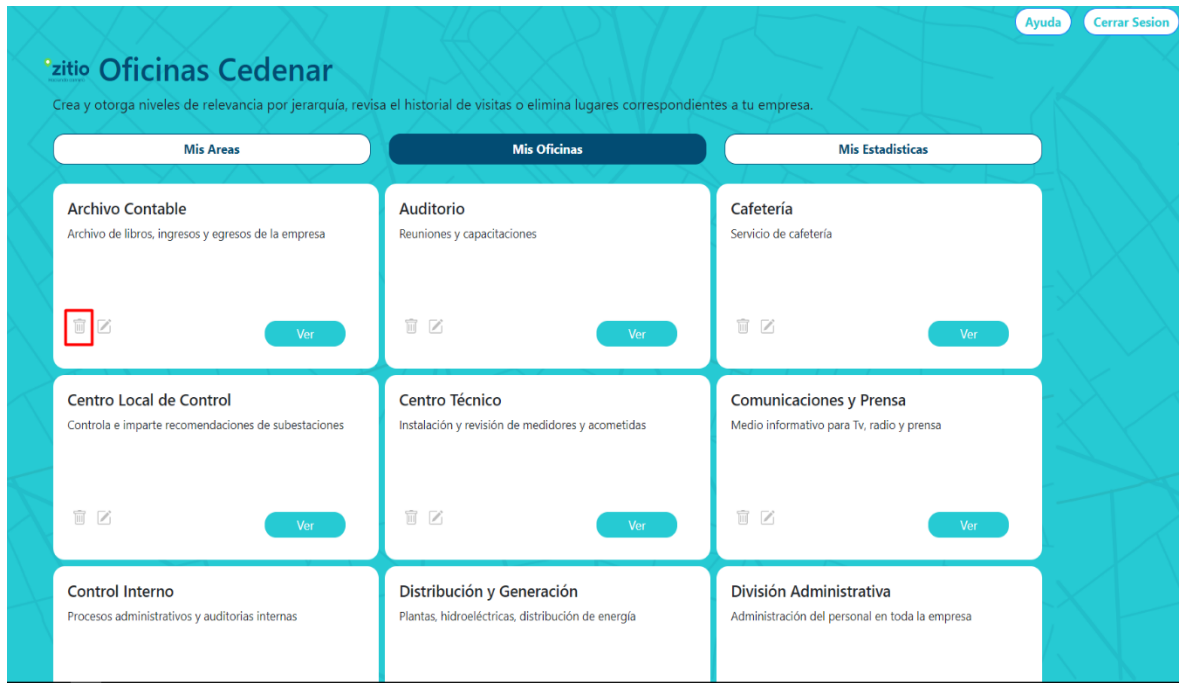 Ayuda
Cerrar Sesion
zitio Oficinas Cedenar
Crea y otorga niveles de relevancia por jerarquía, revisa el historial de visitas o elimina lugares correspondientes a tu empresa.
Mis Areas
Mis Oficinas
Mis Estadisticas
Archivo Contable
Archivo de libros, ingresos y egresos de la empresa
Ver
Auditorio
Reuniones y capacitaciones
Ver
Cafetería
Servicio de cafetería
Ver
Centro Local de Control
Controla e imparte recomendaciones de subestaciones
Ver
Centro Técnico
Instalación y revisión de medidores y acometidas
Ver
Comunicaciones y Prensa
Medio informativo para Tv, radio y prensa
Ver
Control Interno
Procesos administrativos y auditorias internas
Distribución y Generación
Plantas, hidroeléctricas, distribución de energía
División Administrativa
Administración del personal en toda la empresa